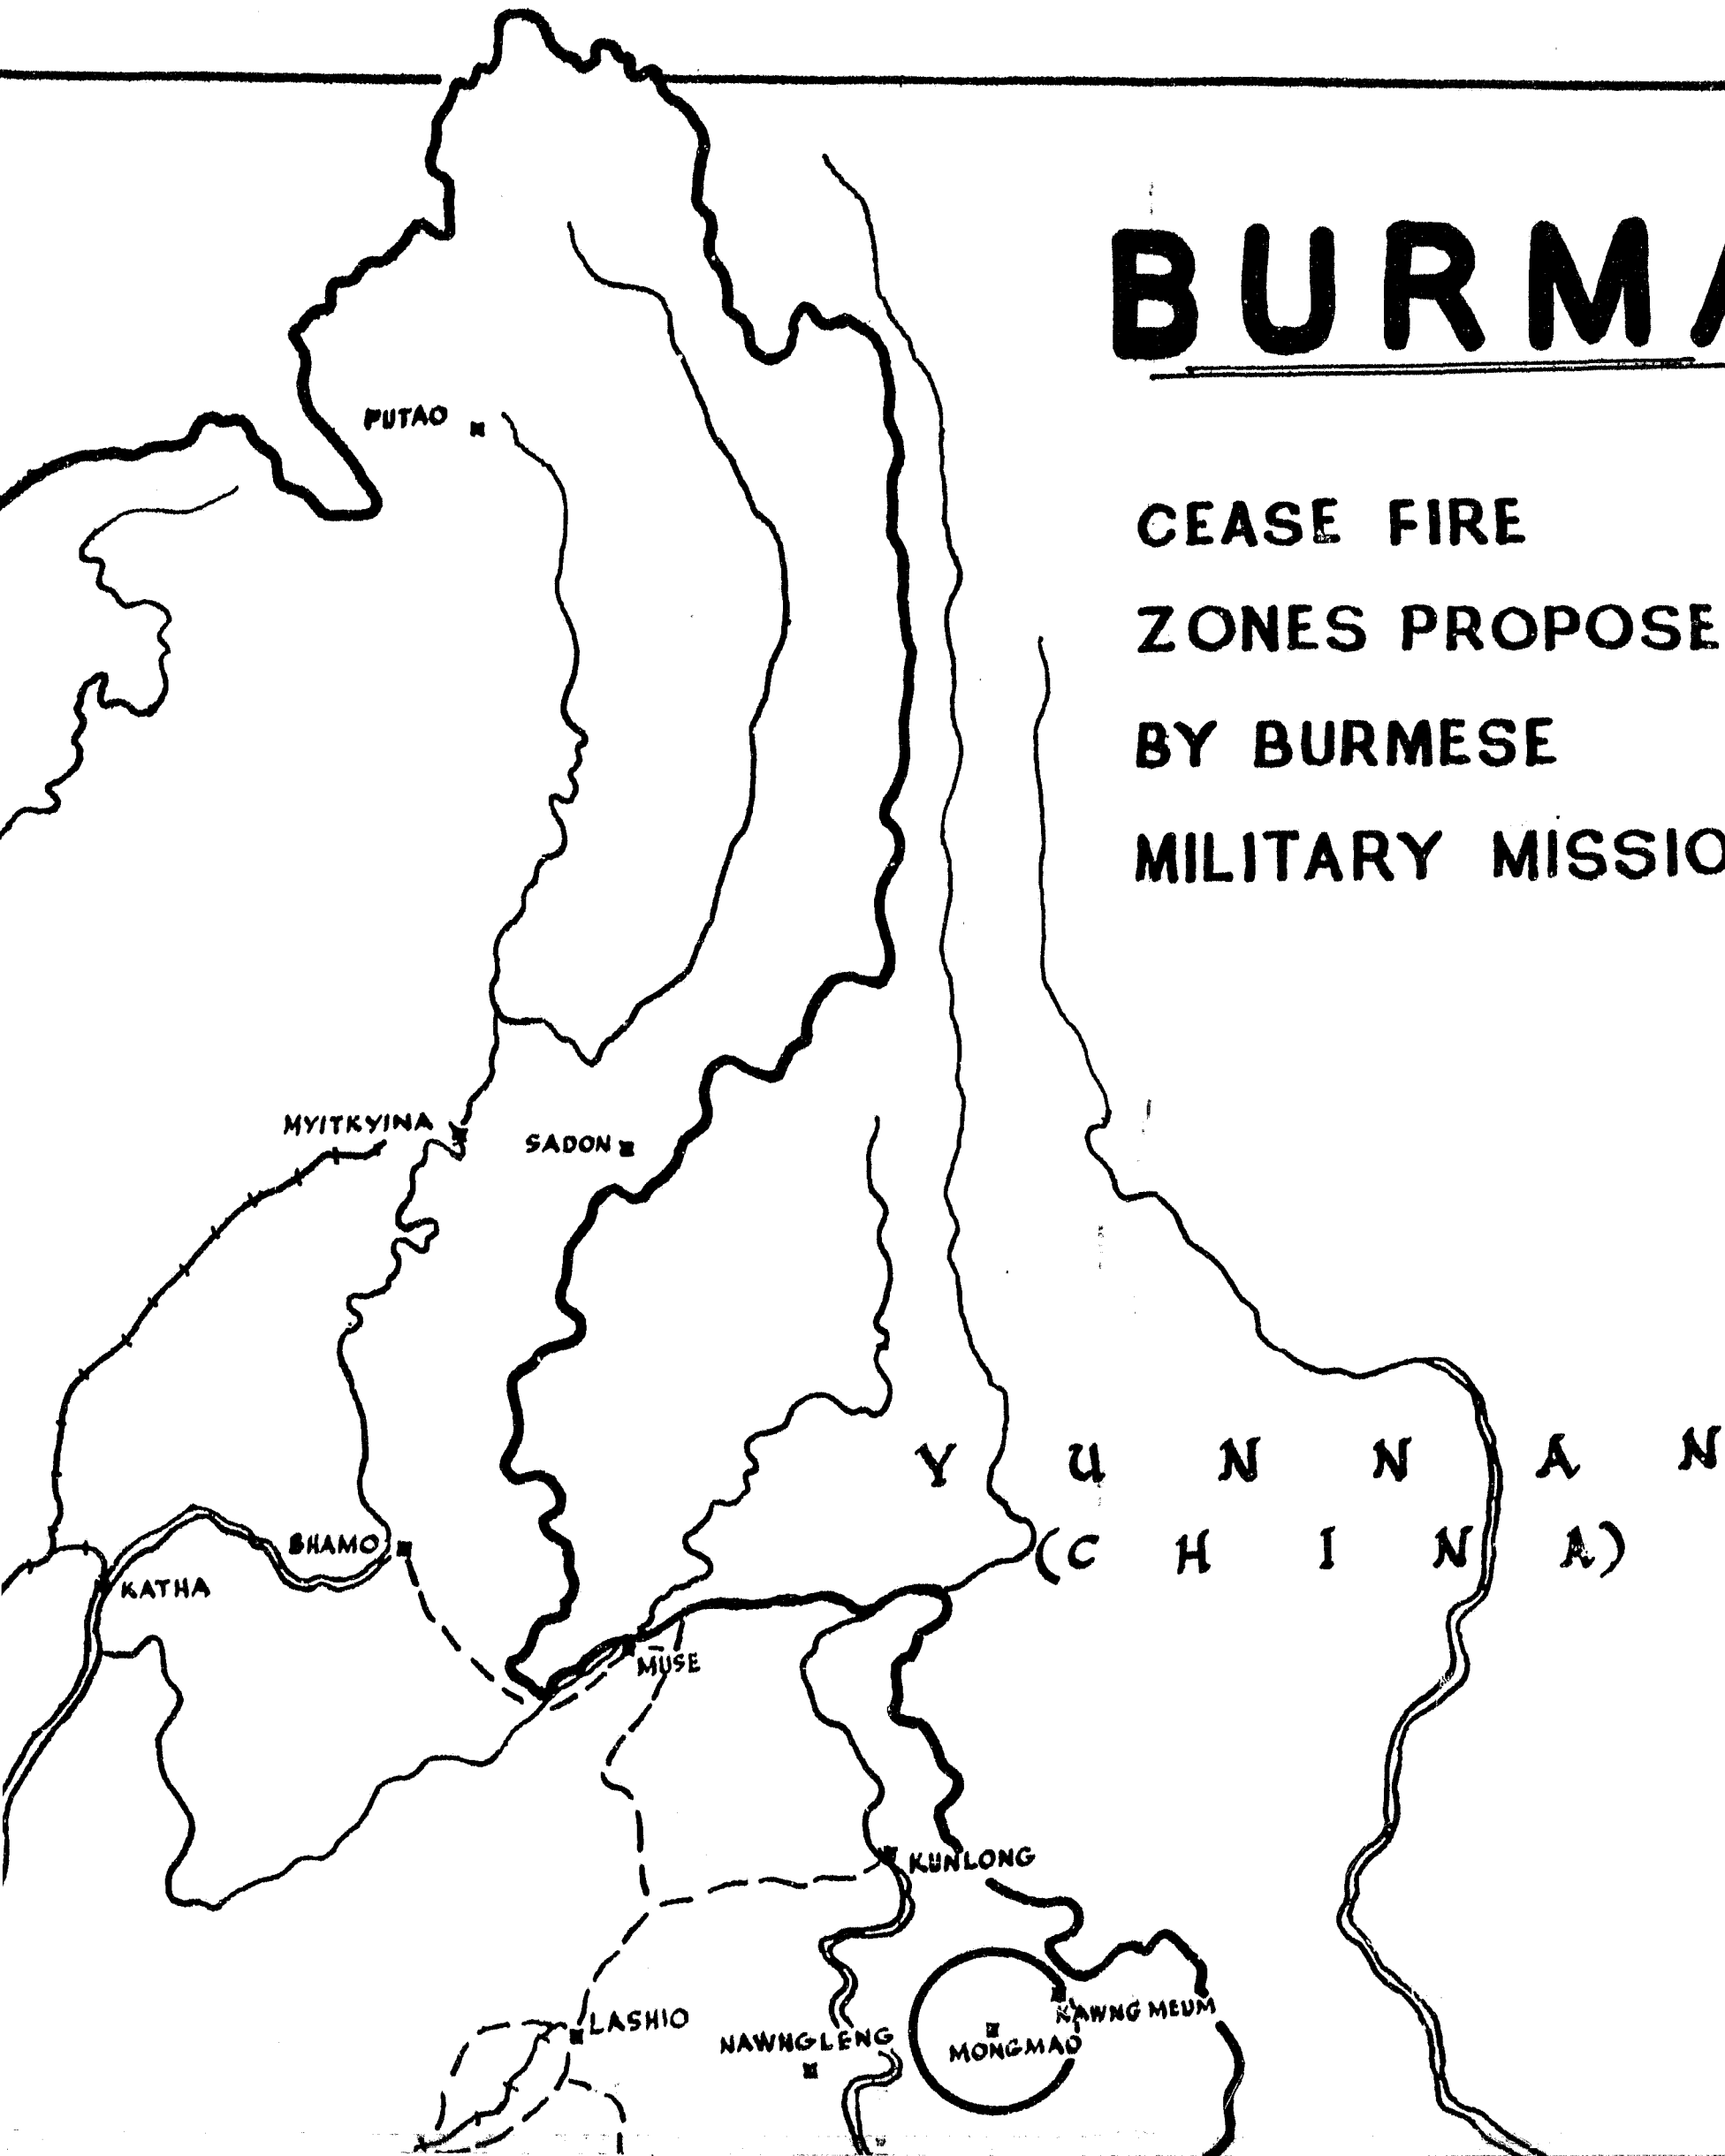 BURMA
CEASE FIRE
ZONES PROPOSE
BY BURMESE
MILITARY MISSIO
PUTAO
MYITKYINA
SADON
YUNNAN
(CHINA)
BHAMO
KATHA
MUSE
KUNLONG
LASHIO
NAWNGLENG
KAWNG MEUM
MONGMAO